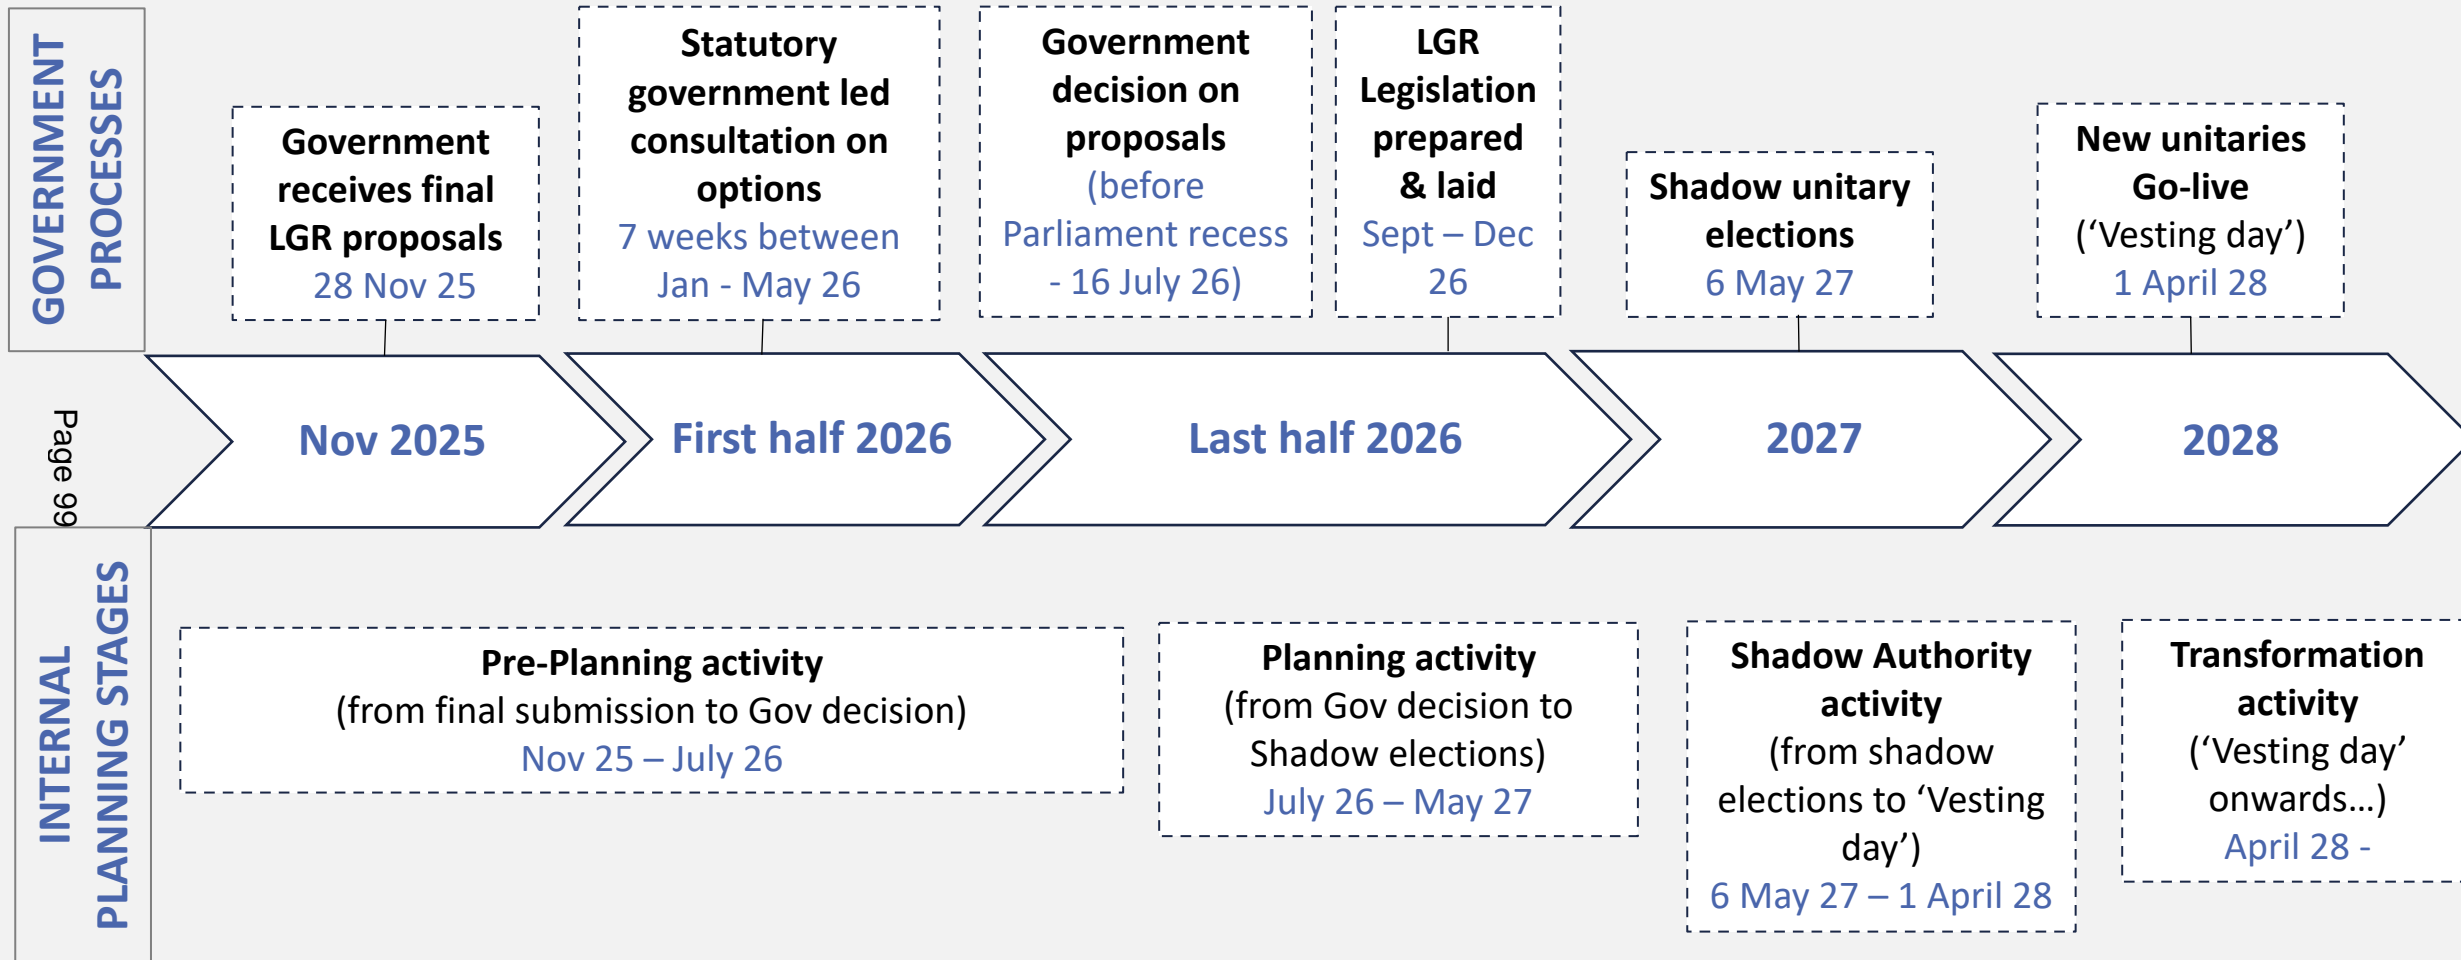 GOVERNMENT
PROCESSES
Government
receives final
LGR proposals
28 Nov 25
Statutory
government led
consultation on
options
7 weeks between
Jan - May 26
Government
decision on
proposals
(before
Parliament recess
- 16 July 26)
LGR
Legislation
prepared
& laid
Sept – Dec
26
Shadow unitary
elections
6 May 27
New unitaries
Go-live
(‘Vesting day’)
1 April 28
Nov 2025
First half 2026
Last half 2026
2027
2028
Page 99
INTERNAL
PLANNING STAGES
Pre-Planning activity
(from final submission to Gov decision)
Nov 25 – July 26
Planning activity
(from Gov decision to
Shadow elections)
July 26 – May 27
Shadow Authority
activity
(from shadow
elections to ‘Vesting
day’)
6 May 27 – 1 April 28
Transformation
activity
(‘Vesting day’
onwards…)
April 28 -